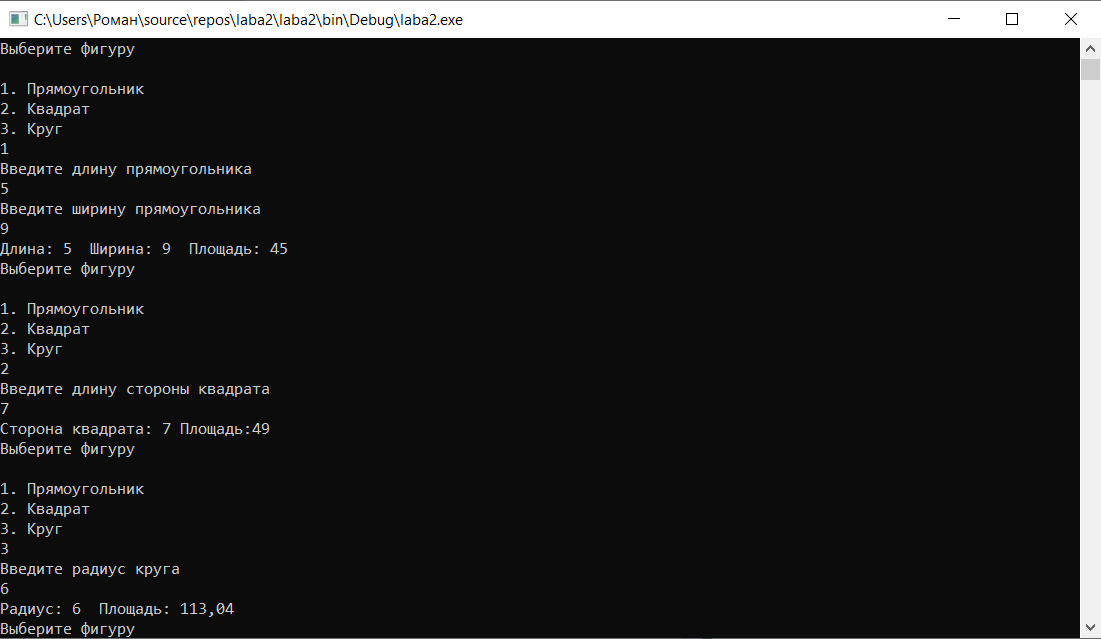 C:\Users\Роман\source\repos\laba2\laba2\bin\Debug\laba2.exe
Выберите фигуру
1. Прямоугольник
2. Квадрат
3. Круг
1
Введите длину прямоугольника
5
Введите ширину прямоугольника
9
Длина: 5  Ширина: 9  Площадь: 45
Выберите фигуру
1. Прямоугольник
2. Квадрат
3. Круг
2
Введите длину стороны квадрата
7
Сторона квадрата: 7 Площадь:49
Выберите фигуру
1. Прямоугольник
2. Квадрат
3. Круг
3
Введите радиус круга
6
Радиус: 6  Площадь: 113,04
Выберите фигуру